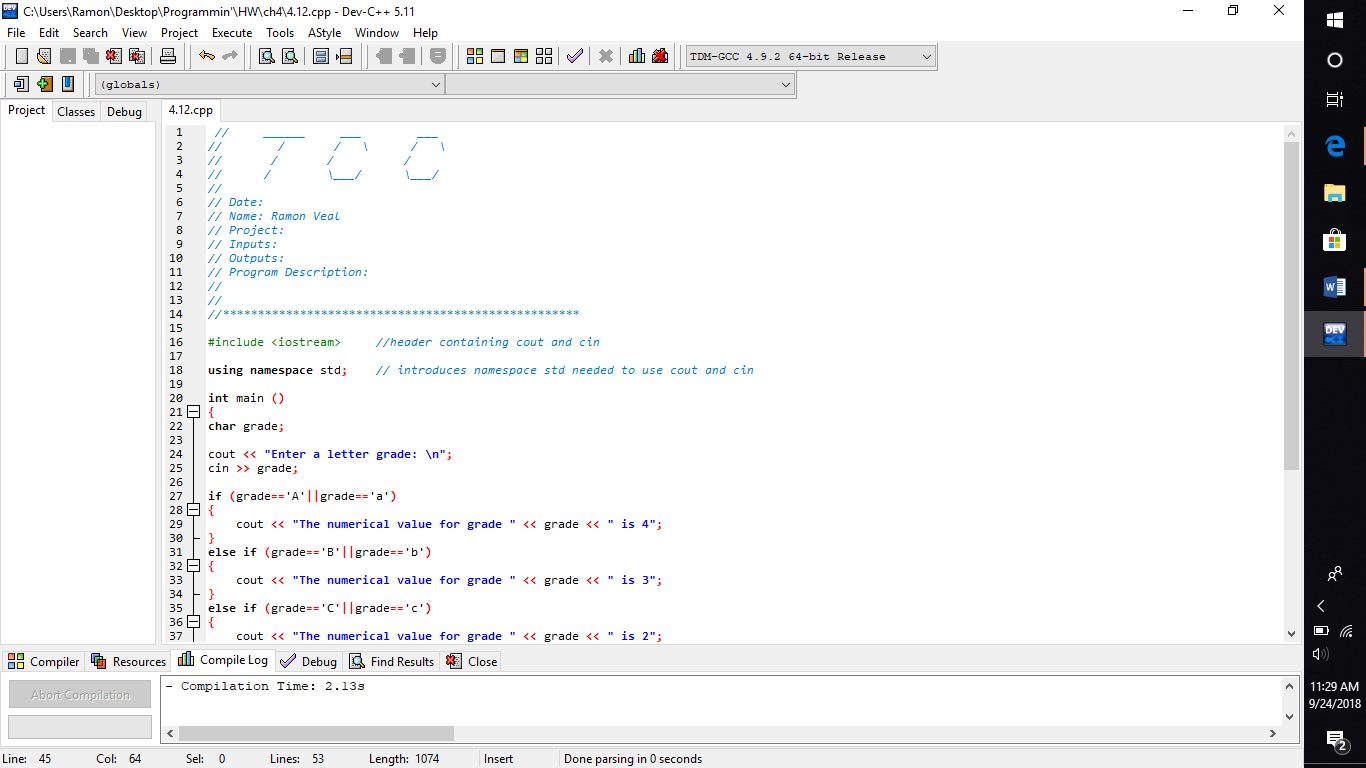 C:\Users\Ramon\Desktop\Programmin'\HW\ch4\4.12.cpp - Dev-C++ 5.11
File Edit Search View Project Execute Tools AStyle Window Help
TDM-GCC 4.9.2 64-bit Release
(globals)
Project Classes Debug
4.12.cpp
1 //      ______     ___        ___
2 //        /       /   \      /   \
3 //       /       /          /
4 //      /        \___/      \___/
5 //
6 // Date:
7 // Name: Ramon Veal
8 // Project:
9 // Inputs:
10 // Outputs:
11 // Program Description:
12 //
13 //
14 //***************************************************
15
16 #include <iostream>     //header containing cout and cin
17
18 using namespace std;    // introduces namespace std needed to use cout and cin
19
20 int main ()
21 {
22 char grade;
23
24 cout << "Enter a letter grade: \n";
25 cin >> grade;
26
27 if (grade=='A'||grade=='a')
28 {
29     cout << "The numerical value for grade " << grade << " is 4";
30 }
31 else if (grade=='B'||grade=='b')
32 {
33     cout << "The numerical value for grade " << grade << " is 3";
34 }
35 else if (grade=='C'||grade=='c')
36 {
37     cout << "The numerical value for grade " << grade << " is 2";
Compiler Resources Compile Log Debug Find Results Close
Abort Compilation
- Compilation Time: 2.13s
Line: 45 Col: 64 Sel: 0 Lines: 53 Length: 1074 Insert Done parsing in 0 seconds
W
DEV
11:29 AM
9/24/2018
2